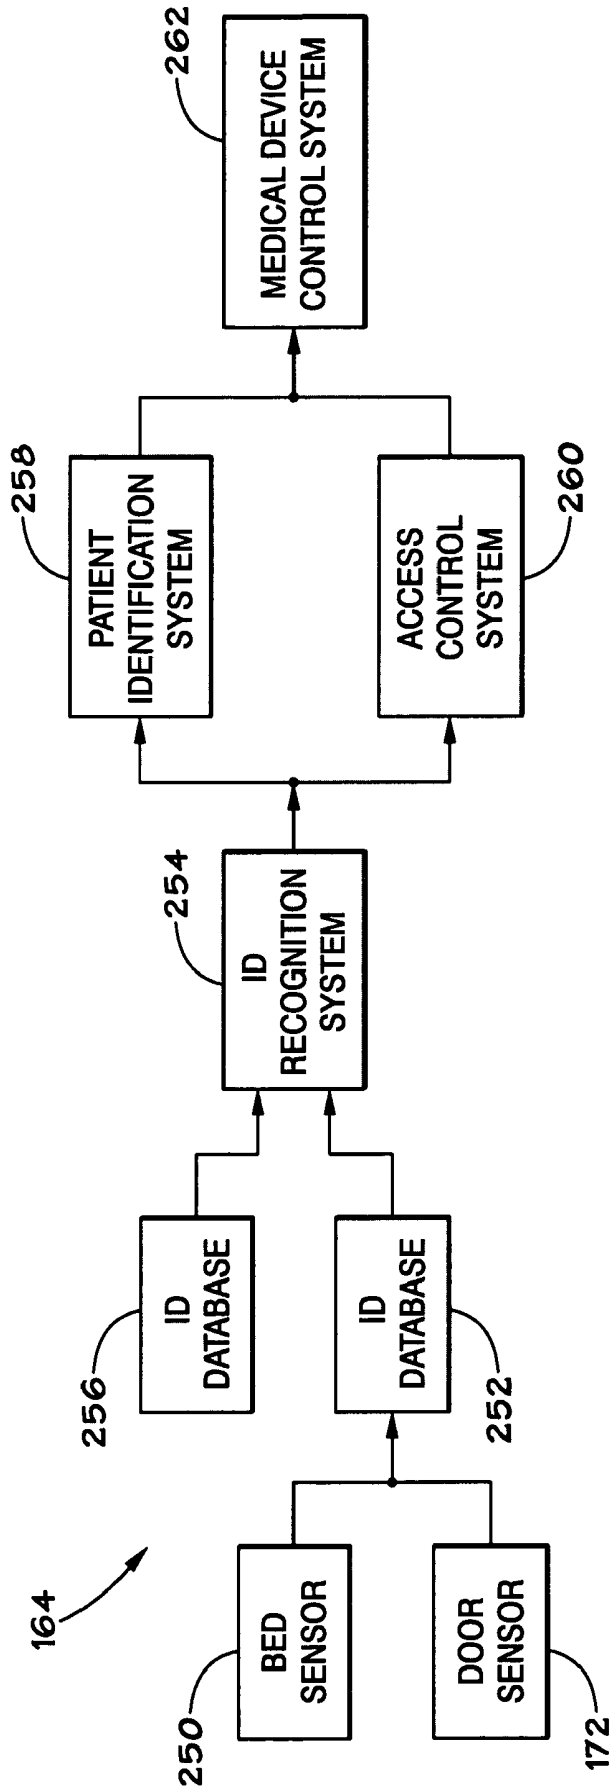 164
250
BED
SENSOR
DOOR
SENSOR
172
256
ID
DATABASE
ID
DATABASE
252
254
ID
RECOGNITION
SYSTEM
258
PATIENT
IDENTIFICATION
SYSTEM
ACCESS
CONTROL
SYSTEM
260
262
MEDICAL DEVICE
CONTROL SYSTEM